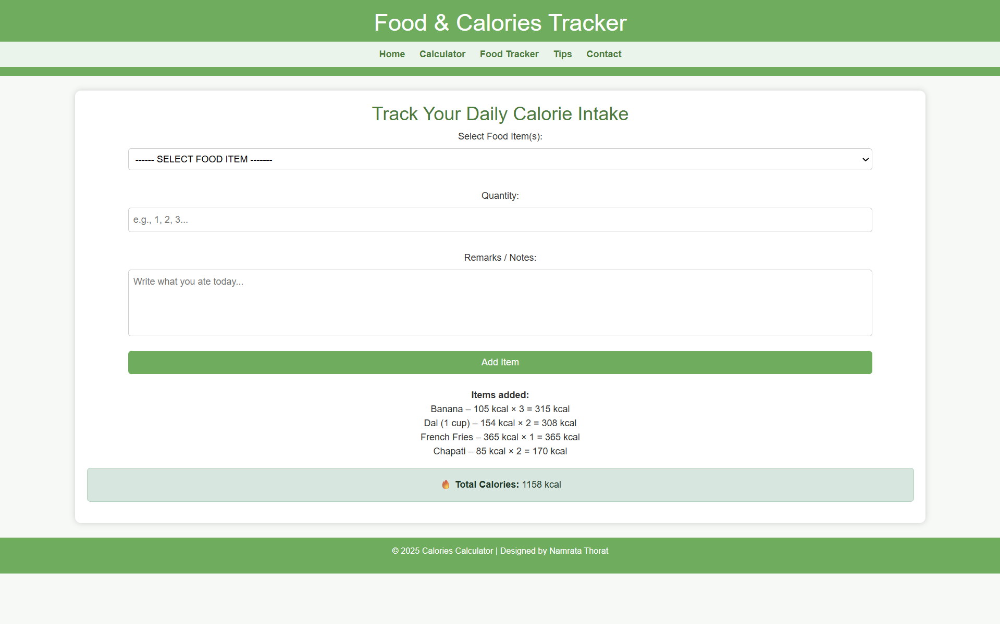 Food & Calories Tracker
Home Calculator Food Tracker Tips Contact
Track Your Daily Calorie Intake
Select Food Item(s):
------ SELECT FOOD ITEM -------
Quantity:
e.g., 1, 2, 3...
Remarks / Notes:
Write what you ate today...
Add Item
Items added:
Banana – 105 kcal × 3 = 315 kcal
Dal (1 cup) – 154 kcal × 2 = 308 kcal
French Fries – 365 kcal × 1 = 365 kcal
Chapati – 85 kcal × 2 = 170 kcal
🔥 Total Calories: 1158 kcal
© 2025 Calories Calculator | Designed by Namrata Thorat